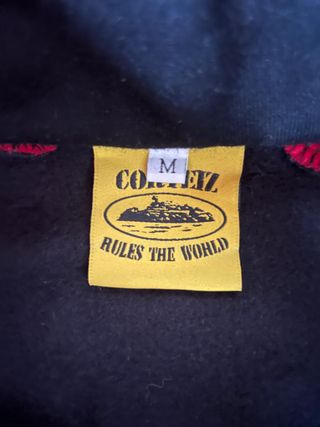 M
CORTEIZ
RULES THE WORLD